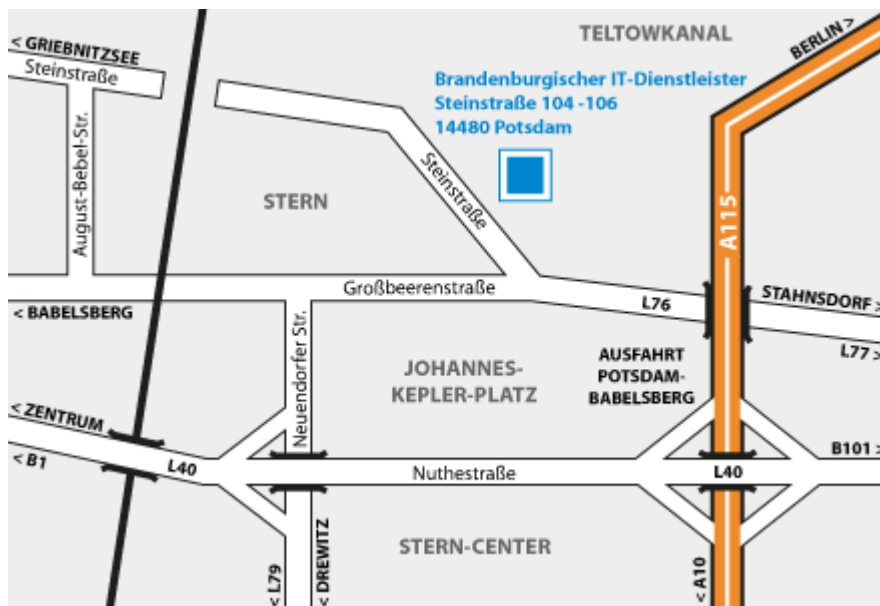 < GRIEBNITZSEE
Steinstraße
TELTOWKANAL
BERLIN >
Brandenburgischer IT-Dienstleister
Steinstraße 104 -106
14480 Potsdam
August-Bebel-Str.
Steinstraße
STERN
A115
Großbeerenstraße
L76
STAHNSDORF >
L77 >
< BABELSBERG
Neuendorfer Str.
JOHANNES-
KEPLER-PLATZ
AUSFAHRT
POTSDAM-
BABELSBERG
< ZENTRUM
< B1
L40
Nuthestraße
L40
B101 >
STERN-CENTER
< L79
< DREWITZ
< A10